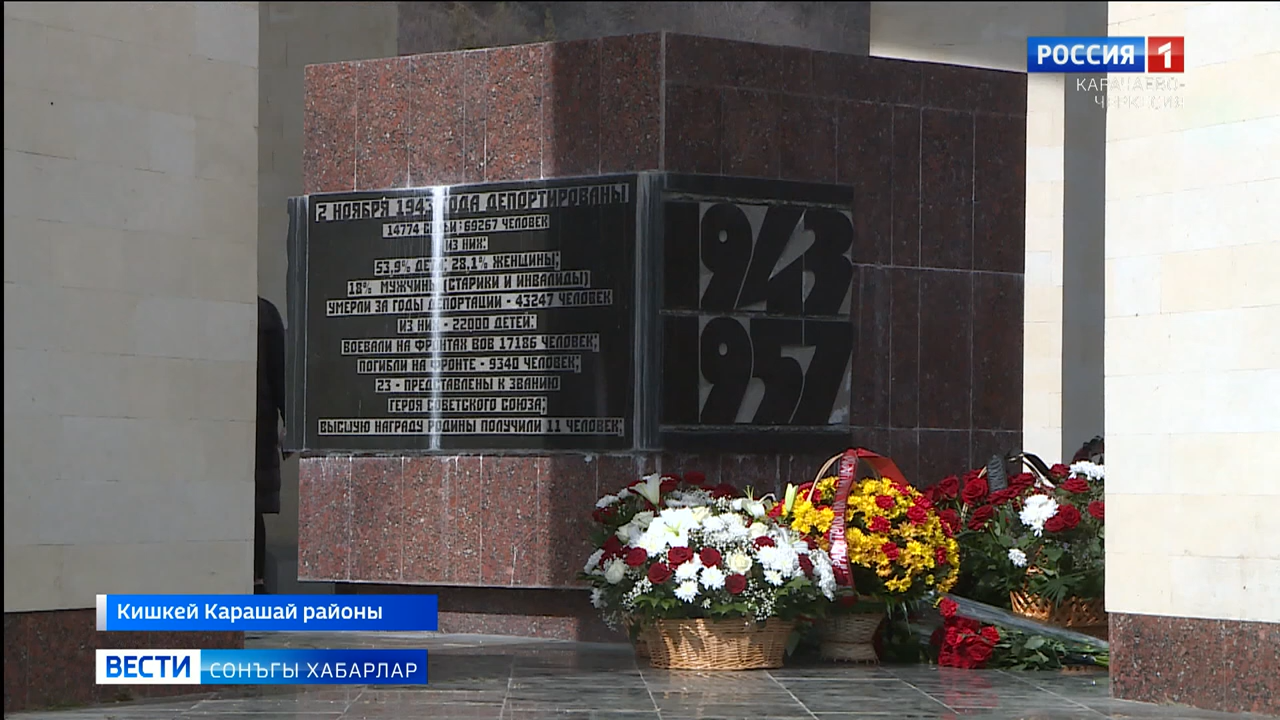 РОССИЯ 1
КАРАЧАЕВО-
ЧЕРКЕСИЯ
2 НОЯБРЯ 1943 ГОДА ДЕПОРТИРОВАНЫ
14774 СЕМЬИ; 69267 ЧЕЛОВЕК
ИЗ НИХ:
53,9% ДЕТИ; 28,1% ЖЕНЩИНЫ;
18% МУЖЧИНЫ (СТАРИКИ И ИНВАЛИДЫ)
УМЕРЛИ ЗА ГОДЫ ДЕПОРТАЦИИ - 43247 ЧЕЛОВЕК
ИЗ НИХ - 22000 ДЕТЕЙ:
ВОЕВАЛИ НА ФРОНТАХ ВОВ 17186 ЧЕЛОВЕК;
ПОГИБЛИ НА ФРОНТЕ - 9340 ЧЕЛОВЕК;
23 - ПРЕДСТАВЛЕНЫ К ЗВАНИЮ
ГЕРОЯ СОВЕТСКОГО СОЮЗА;
ВЫСШУЮ НАГРАДУ РОДИНЫ ПОЛУЧИЛИ 11 ЧЕЛОВЕК;
1943
1957
Кишкей Карашай районы
ВЕСТИ СОНЪГЫ ХАБАРЛАР